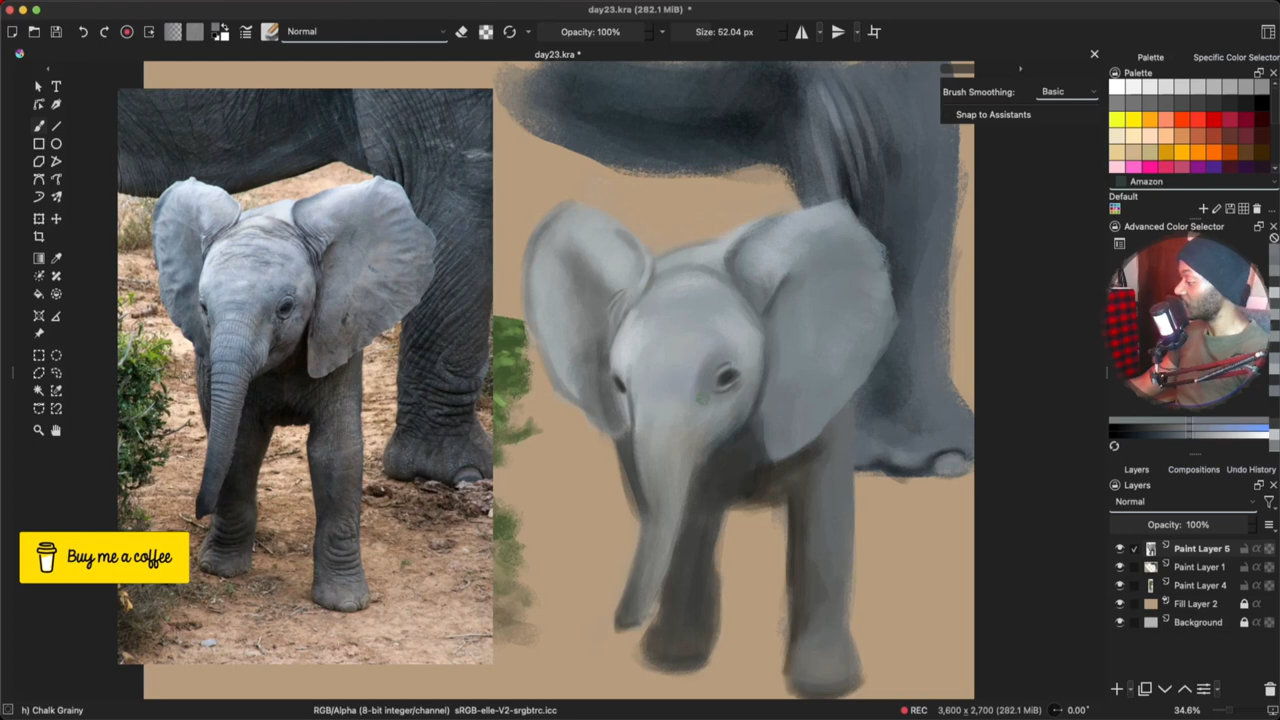 day23.kra (282.1 MiB) *
Normal
Opacity: 100%
Size: 52.04 px
day23.kra *
Brush Smoothing:
Basic
Snap to Assistants
Palette
Specific Color Selector
Palette
Amazon
Default
...
Advanced Color Selector
Layers
Compositions
Undo History
Layers
Normal
Opacity: 100%
Paint Layer 5
Paint Layer 1
Paint Layer 4
Fill Layer 2
Background
Buy me a coffee
h) Chalk Grainy
RGB/Alpha (8-bit integer/channel) sRGB-elle-V2-srgbtrc.icc
REC
3,600 x 2,700 (282.1 MiB)
0.00°
34.6%